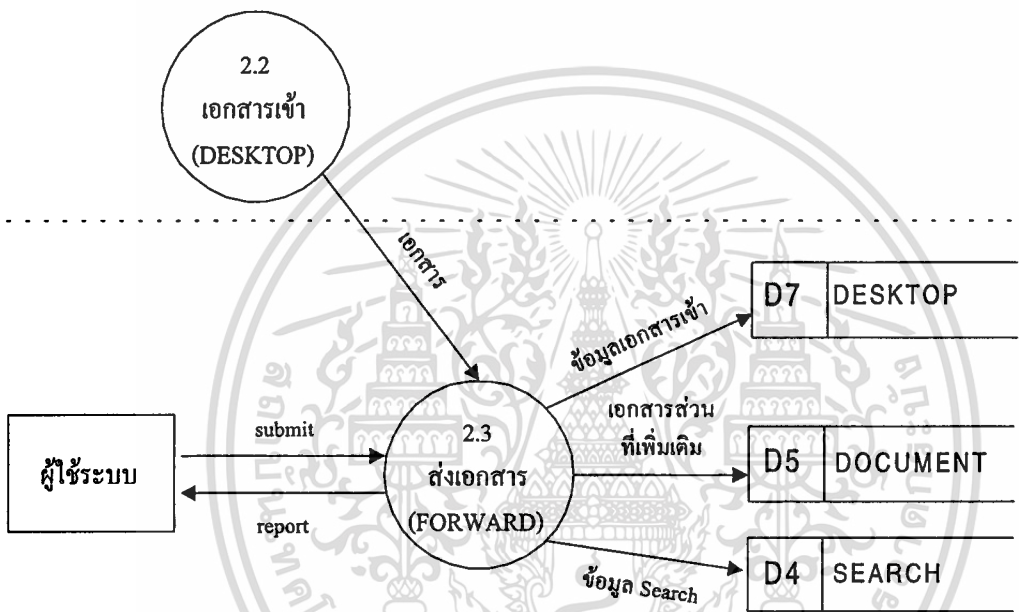 2.2
เอกสารเข้า
(DESKTOP)
เอกสาร
D7 DESKTOP
ข้อมูลเอกสารเข้า
เอกสารส่วน
ที่เพิ่มเติม
ผู้ใช้ระบบ
submit
report
2.3
ส่งเอกสาร
(FORWARD)
D5 DOCUMENT
ข้อมูล Search
D4 SEARCH